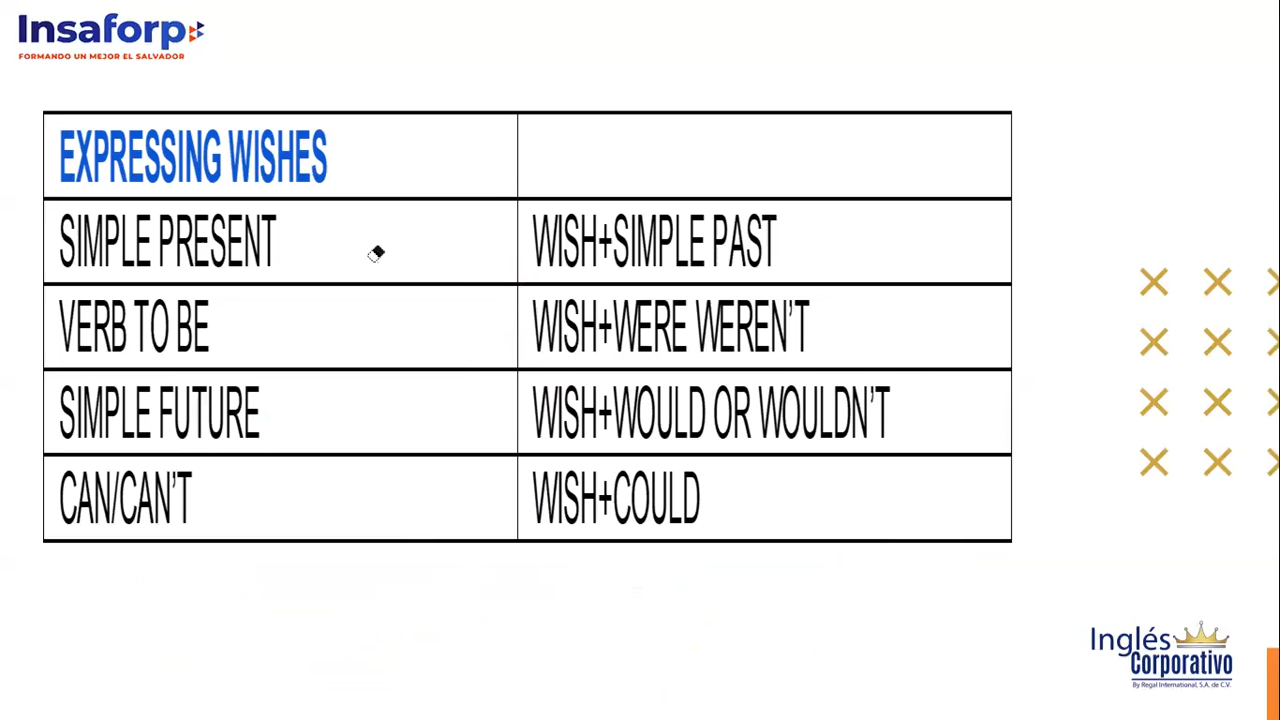 Insaforp
FORMANDO UN MEJOR EL SALVADOR
EXPRESSING WISHES
SIMPLE PRESENT
WISH+SIMPLE PAST
VERB TO BE
WISH+WERE WEREN'T
SIMPLE FUTURE
WISH+WOULD OR WOULDN'T
CAN/CAN'T
WISH+COULD
Inglés
Corporativo
By Regal International, S.A. de C.V.